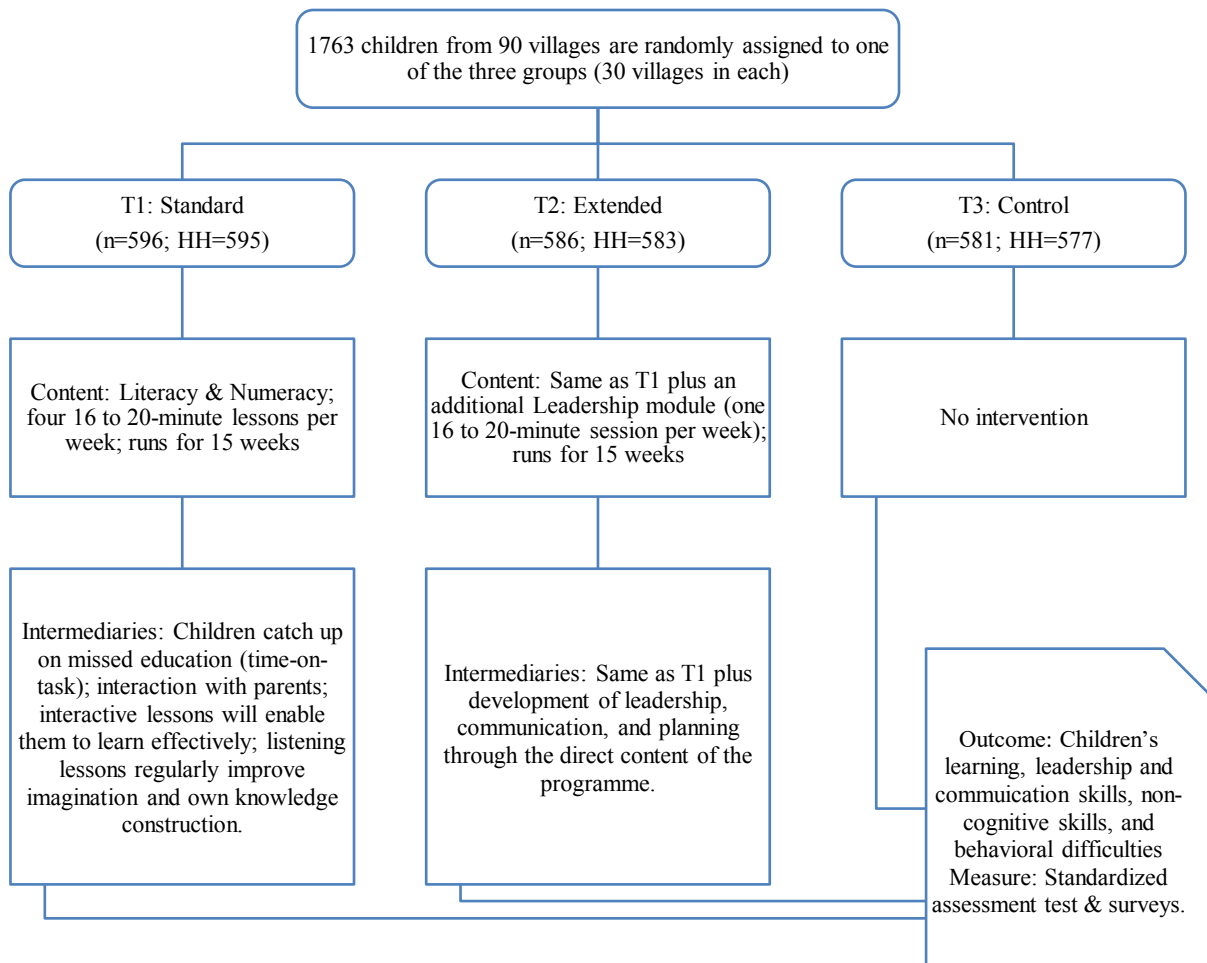 1763 children from 90 villages are randomly assigned to one
of the three groups (30 villages in each)
T1: Standard
(n=596; HH=595)
T2: Extended
(n=586; HH=583)
T3: Control
(n=581; HH=577)
Content: Literacy & Numeracy;
four 16 to 20-minute lessons per
week; runs for 15 weeks
Content: Same as T1 plus an
additional Leadership module (one
16 to 20-minute session per week);
runs for 15 weeks
No intervention
Intermediaries: Children catch up
on missed education (time-on-
task); interaction with parents;
interactive lessons will enable
them to learn effectively; listening
lessons regularly improve
imagination and own knowledge
construction.
Intermediaries: Same as T1 plus
development of leadership,
communication, and planning
through the direct content of the
programme.
Outcome: Children’s
learning, leadership and
commuication skills, non-
cognitive skills, and
behavioral difficulties
Measure: Standardized
assessment test & surveys.